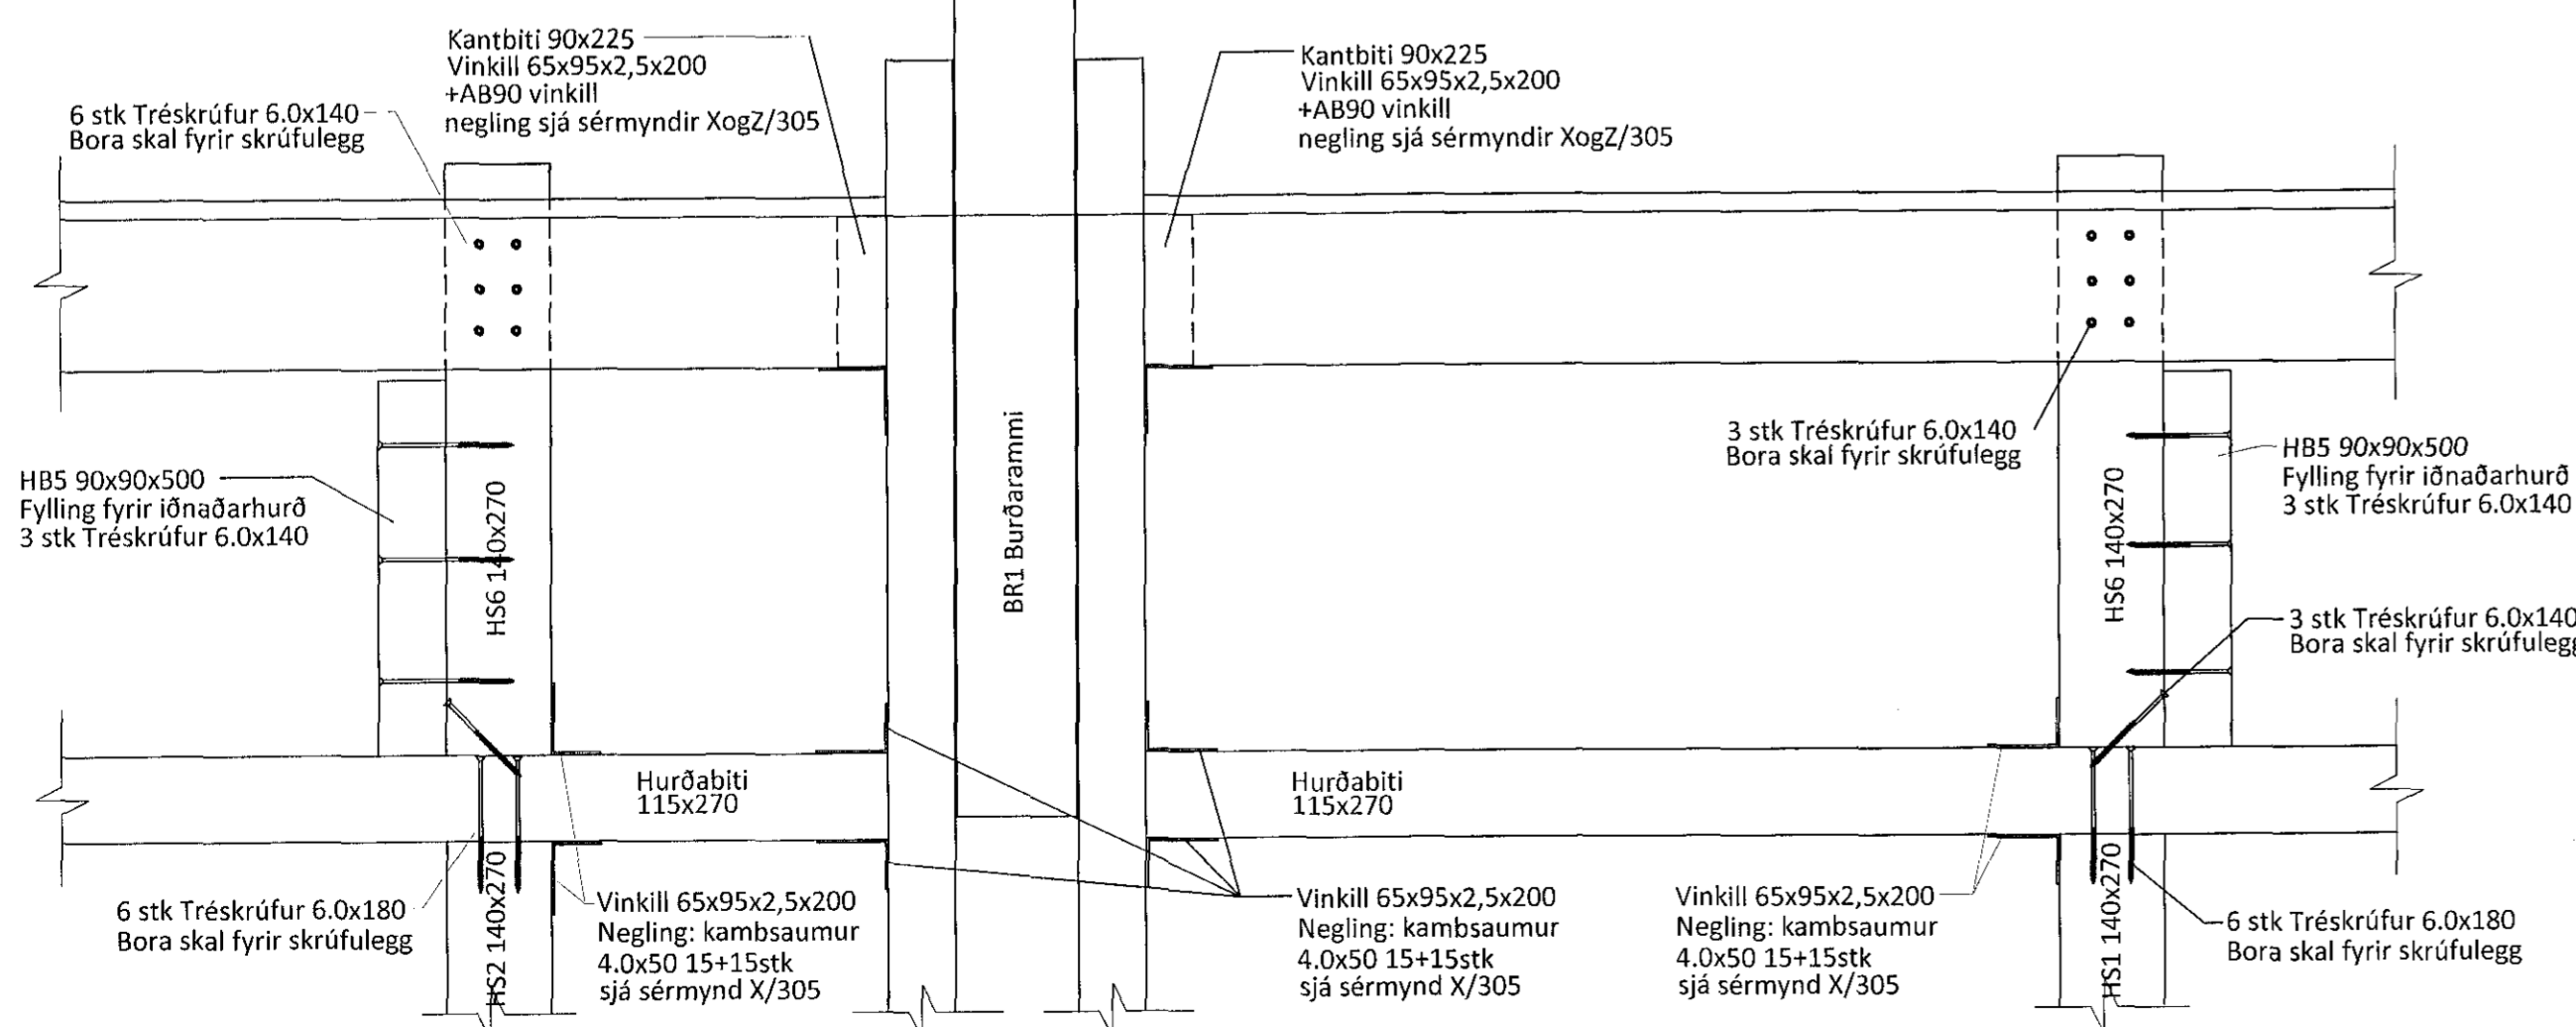 Kantbiti 90x225
Vinkill 65x95x2,5x200
+AB90 vinkill
negling sjá sérmyndir XogZ/305
Kantbiti 90x225
Vinkill 65x95x2,5x200
+AB90 vinkill
negling sjá sérmyndir XogZ/305
6 stk Tréskrúfur 6.0x140
Bora skal fyrir skrúfulegg
3 stk Tréskrúfur 6.0x140
Bora skal fyrir skrúfulegg
HB5 90x90x500
Fylling fyrir iðnaðarhurð
3 stk Tréskrúfur 6.0x140
HS6 140x270
BR1 Burðarammi
HS6 140x270
HB5 90x90x500
Fylling fyrir iðnaðarhurð
3 stk Tréskrúfur 6.0x140
3 stk Tréskrúfur 6.0x140
Bora skal fyrir skrúfulegg
Hurðabiti
115x270
Hurðabiti
115x270
6 stk Tréskrúfur 6.0x180
Bora skal fyrir skrúfulegg
HS2 140x270
Vinkill 65x95x2,5x200
Negling: kambsaumur
4.0x50 15+15stk
sjá sérmynd X/305
Vinkill 65x95x2,5x200
Negling: kambsaumur
4.0x50 15+15stk
sjá sérmynd X/305
Vinkill 65x95x2,5x200
Negling: kambsaumur
4.0x50 15+15stk
sjá sérmynd X/305
HS1 140x270
6 stk Tréskrúfur 6.0x180
Bora skal fyrir skrúfulegg